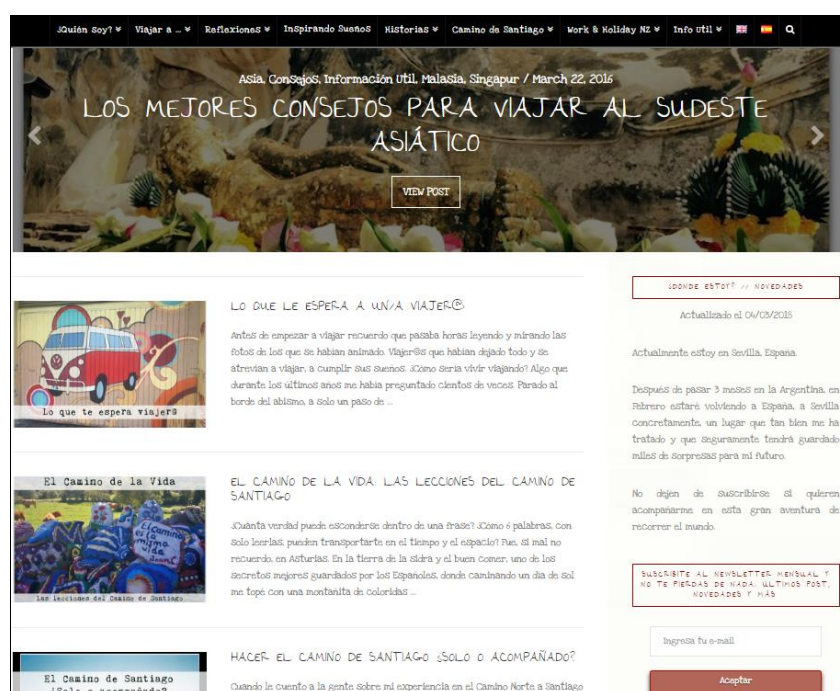 ¿Quién Soy? Viajar a ... Reflexiones Inspirando Sueños Historias Camino de Santiago Work & Holiday NZ Info Util
Asia, Consejos, Información Util, Malasia, Singapur / March 22, 2016
LOS MEJORES CONSEJOS PARA VIAJAR AL SUDESTE
ASIÁTICO
VIEW POST
Lo que te espera viajer@
LO QUE LE ESPERA A UN/A VIAJER@
Antes de empezar a viajar recuerdo que pasaba horas leyendo y mirando las
fotos de los que se habían animado. Viajer@s que habían dejado todo y se
atrevían a viajar, a cumplir sus sueños. ¿Cómo sería vivir viajando? Algo que
durante los últimos años me había preguntado cientos de veces. Parado al
borde del abismo, a solo un paso de ...
El Camino de la Vida
El Camino
es la
misma
vida
Las lecciones del Camino de Santiago
EL CAMINO DE LA VIDA: LAS LECCIONES DEL CAMINO DE
SANTIAGO
¿Cuánta verdad puede esconderse dentro de una frase? ¿Cómo 6 palabras, con
solo leerlas, pueden transportarte en el tiempo y el espacio? Fue, si mal no
recuerdo, en Asturias. En la tierra de la sidra y el buen comer, uno de los
secretos mejores guardados por los Españoles, donde caminando un día de sol
me topé con una montañita de coloridas ...
El Camino de Santiago
¿Solo o acompañado?
HACER EL CAMINO DE SANTIAGO ¿SOLO O ACOMPAÑADO?
Cuando le cuento a la gente sobre mi experiencia en el Camino Norte a Santiago
¿DONDE ESTOY? // NOVEDADES
Actualizado el 04/03/2018
Actualmente estoy en Sevilla, España.
Después de pasar 3 meses en la Argentina, en
Febrero estaré volviendo a España, a Sevilla
concretamente, un lugar que tan bien me ha
tratado y que seguramente tendrá guardado
miles de sorpresas para mi futuro.
No dejen de suscribirse si quieren
acompañarme en esta gran aventura de
recorrer el mundo.
SUSCRIBITE AL NEWSLETTER MENSUAL Y
NO TE PIERDAS DE NADA. ÚLTIMOS POST,
NOVEDADES Y MÁS
Ingresa tu e-mail
Aceptar